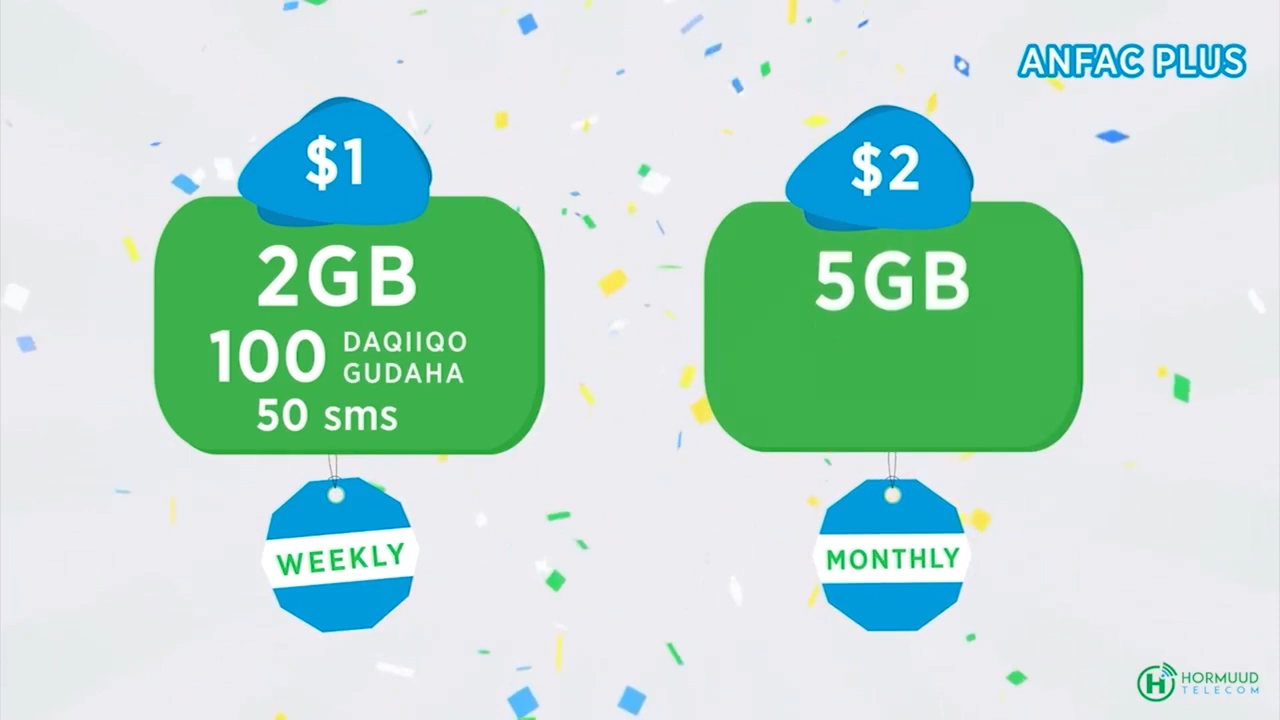 ANFAC PLUS
$1
2GB
100 DAQIIQO
GUDAHA
50 sms
WEEKLY
$2
5GB
MONTHLY
HORMUUD
TELECOM